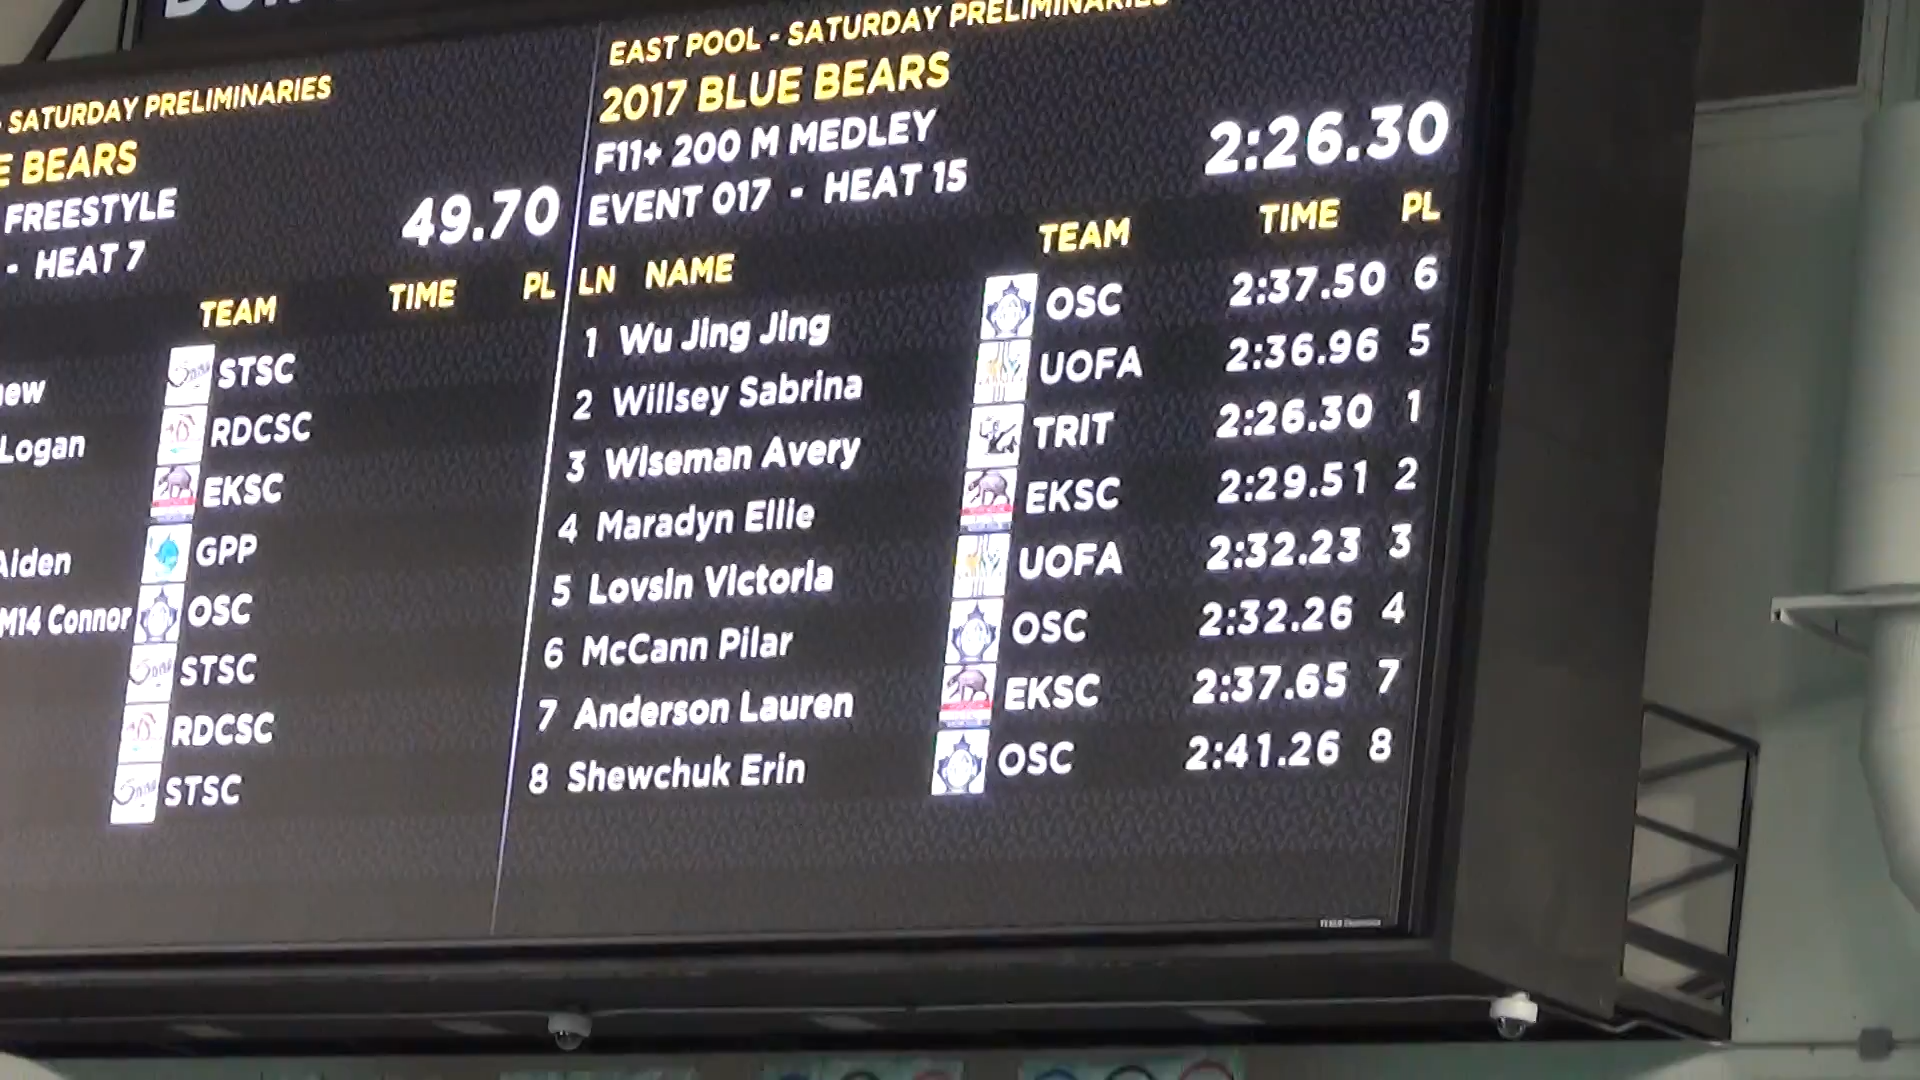 - SATURDAY PRELIMINARIES
E BEARS
FREESTYLE
- HEAT 7
49.70
TEAM TIME PL
STSC
Logan RDCSC
EKSC
Aiden GPP
M14 Connor OSC
STSC
RDCSC
STSC
EAST POOL - SATURDAY PRELIMINARIES
2017 BLUE BEARS
F11+ 200 M MEDLEY
EVENT 017 - HEAT 15
2:26.30
LN NAME TEAM TIME PL
1 Wu Jing Jing OSC 2:37.50 6
2 Willsey Sabrina UOFA 2:36.96 5
3 Wiseman Avery TRIT 2:26.30 1
4 Maradyn Ellie EKSC 2:29.51 2
5 Lovsin Victoria UOFA 2:32.23 3
6 McCann Pilar OSC 2:32.26 4
7 Anderson Lauren EKSC 2:37.65 7
8 Shewchuk Erin OSC 2:41.26 8